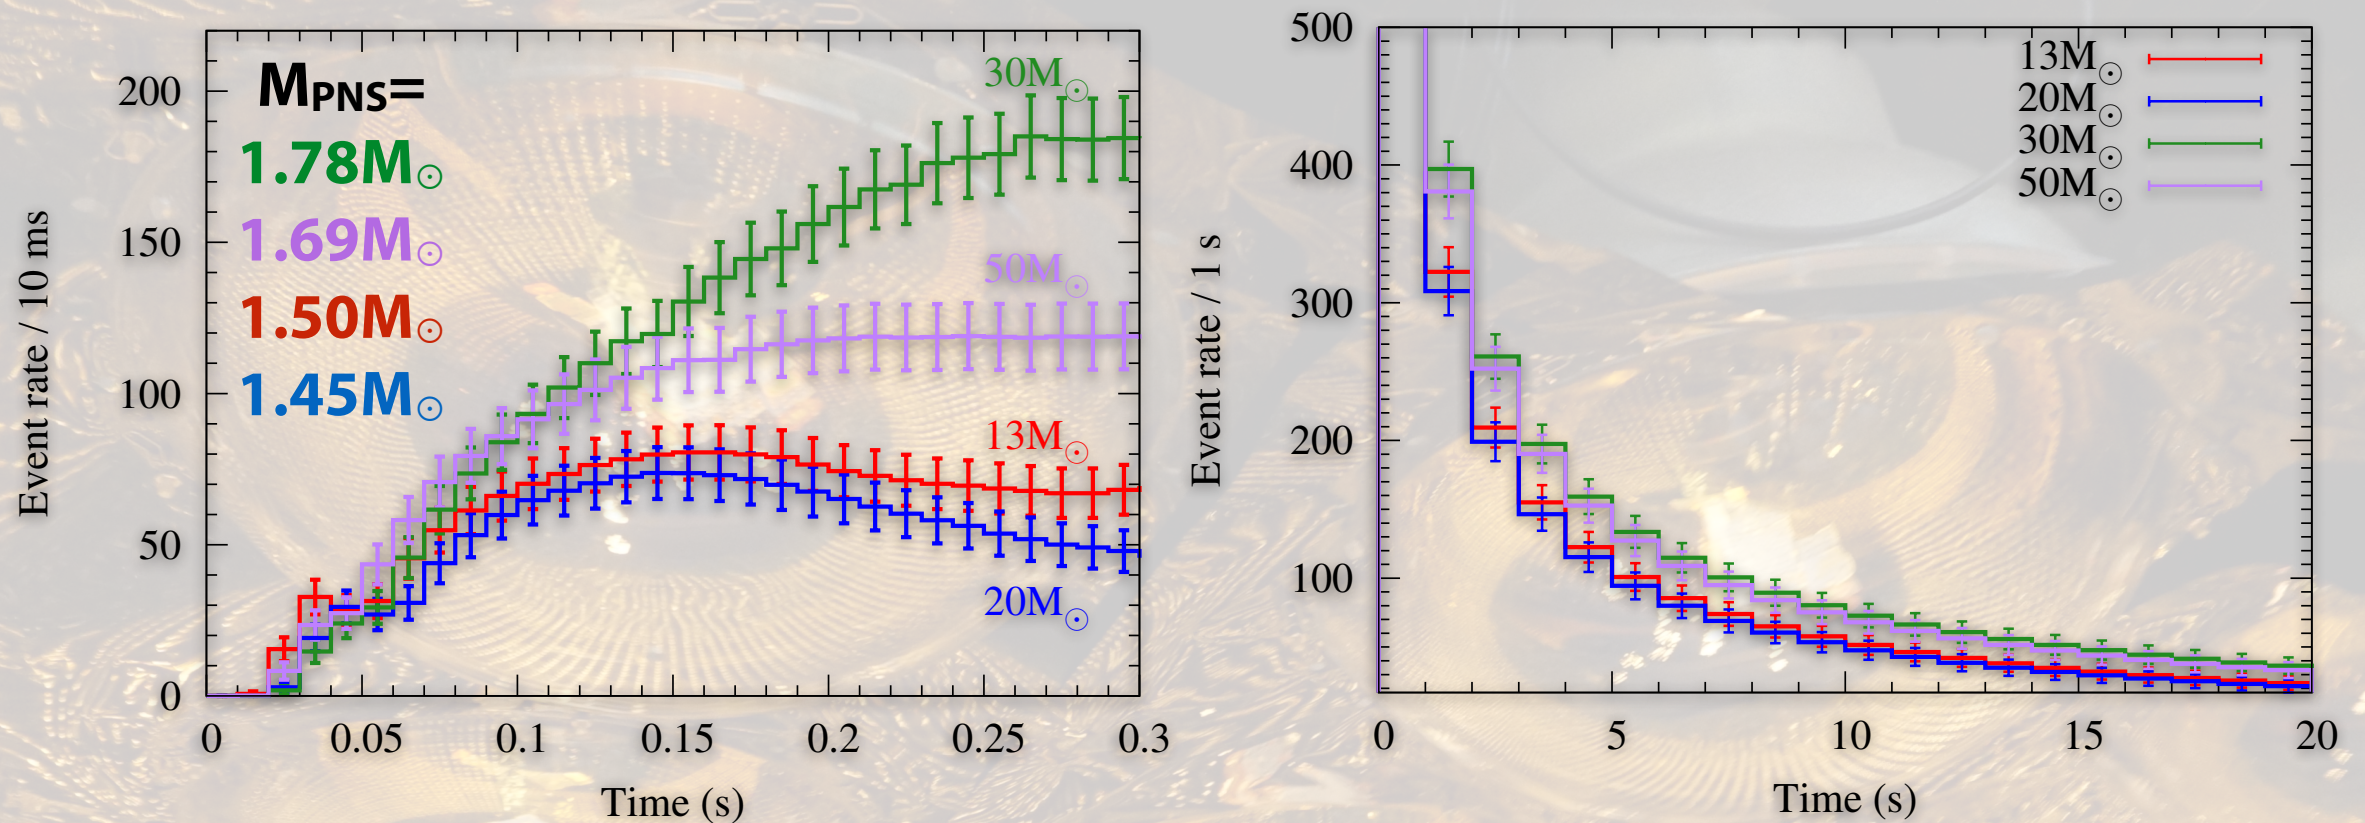 M_PNS=
1.78M⊙
1.69M⊙
1.50M⊙
1.45M⊙
30M⊙
50M⊙
13M⊙
20M⊙
Event rate / 10 ms
200
150
100
50
0
0 0.05 0.1 0.15 0.2 0.25 0.3
Time (s)
13M⊙
20M⊙
30M⊙
50M⊙
Event rate / 1 s
500
400
300
200
100
0 5 10 15 20
Time (s)